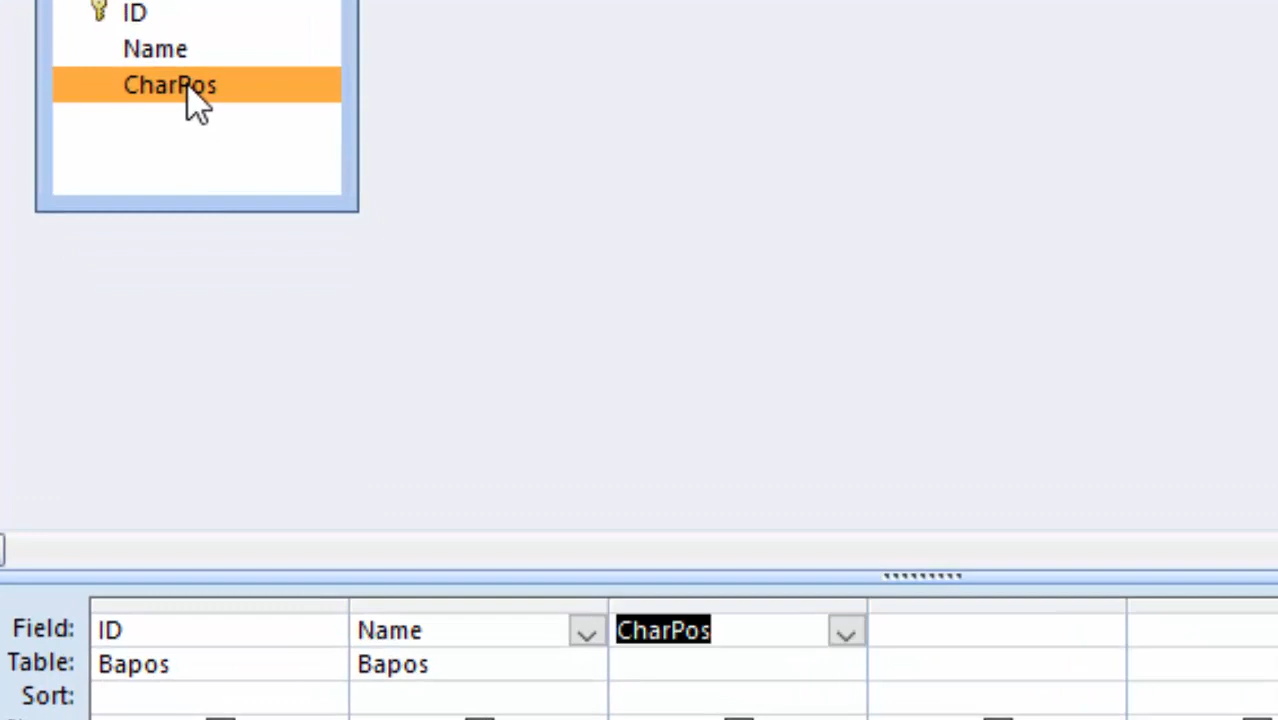 ID
Name
CharPos
Field: ID Name CharPos
Table: Bapos Bapos
Sort: